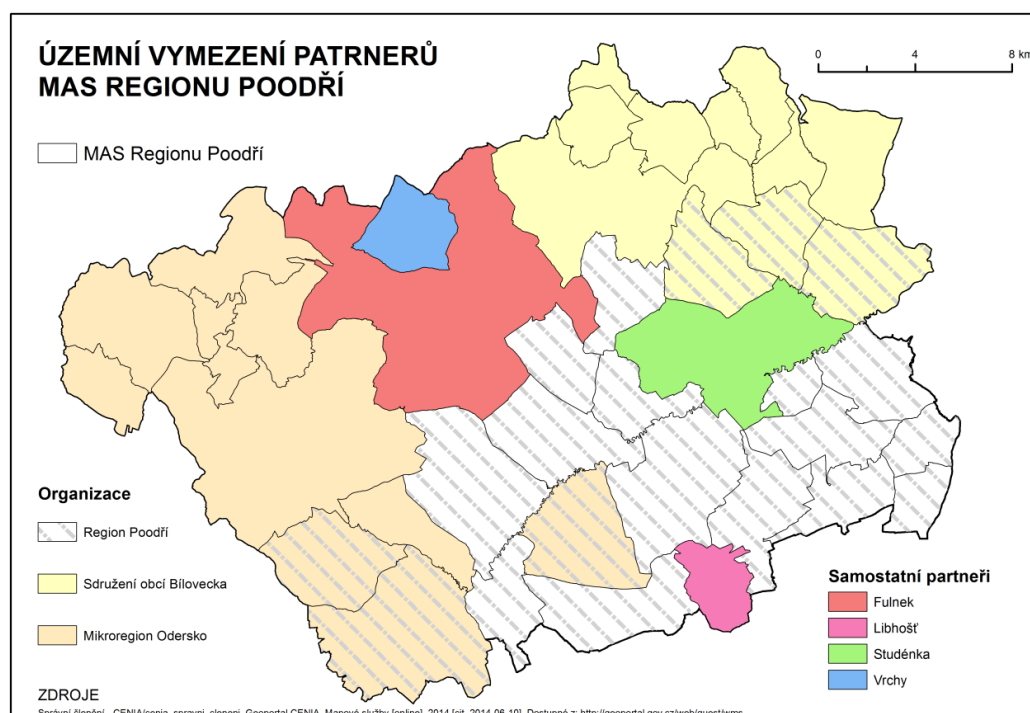 ÚZEMNÍ VYMEZENÍ PATRNERŮ
MAS REGIONU POODŘÍ
0 4 8 km
MAS Regionu Poodří
Organizace
Region Poodří
Sdružení obcí Bílovecka
Mikroregion Odersko
Samostatní partneři
Fulnek
Libhošť
Studénka
Vrchy
ZDROJE